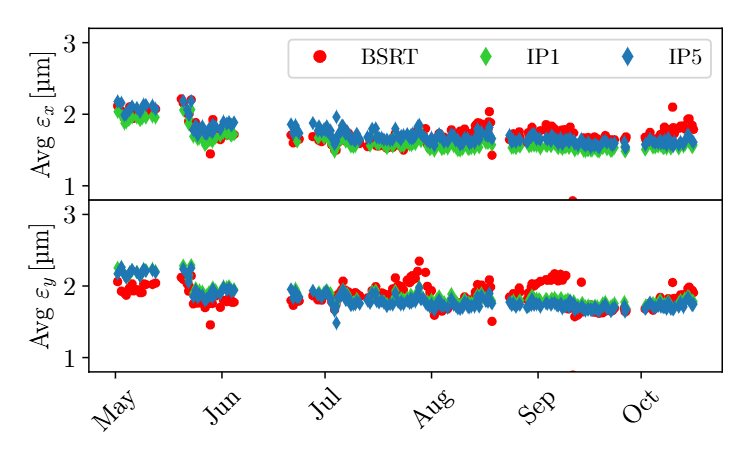 3
2
1
Avg εx [µm]
BSRT IP1 IP5
3
2
1
Avg εy [µm]
May Jun Jul Aug Sep Oct